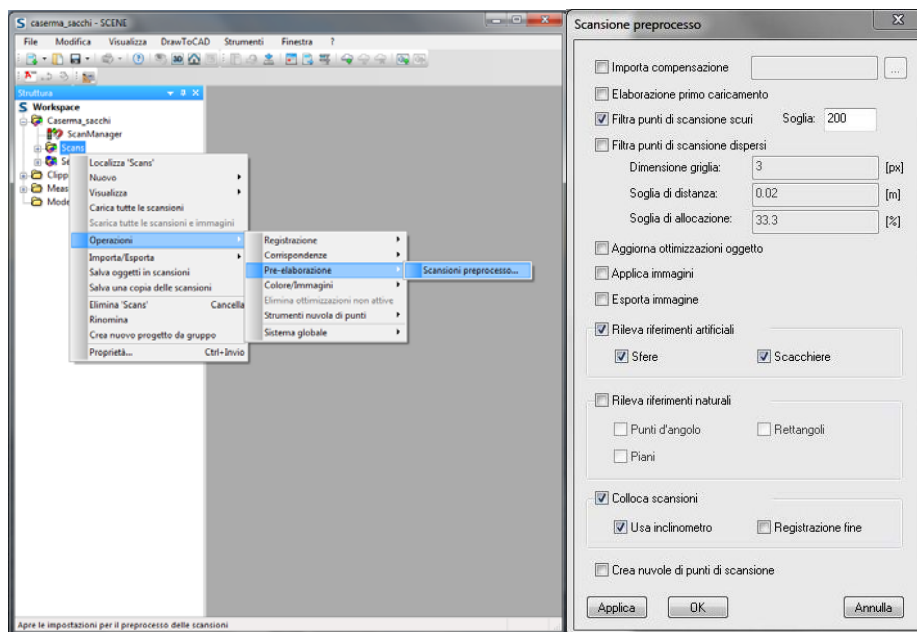 caserma_sacchi - SCENE
File Modifica Visualizza DrawToCAD Strumenti Finestra ?
Struttura
Workspace
Caserma_sacchi
ScanManager
Scans
Se
Clipp
Meas
Mode
Localizza 'Scans'
Nuovo
Visualizza
Carica tutte le scansioni
Scarica tutte le scansioni e immagini
Operazioni
Importa/Esporta
Salva oggetti in scansioni
Salva una copia delle scansioni
Elimina 'Scans' Cancella
Rinomina
Crea nuovo progetto da gruppo
Proprietà... Ctrl+Invio
Registrazione
Corrispondenze
Pre-elaborazione
Colore/Immagini
Elimina ottimizzazioni non attive
Strumenti nuvola di punti
Sistema globale
Scansioni preprocesso...
Apre le impostazioni per il preprocesso delle scansioni
Scansione preprocesso
Importa compensazione ...
Elaborazione primo caricamento
Filtra punti di scansione scuri Soglia: 200
Filtra punti di scansione dispersi
Dimensione griglia: 3 [px]
Soglia di distanza: 0.02 [m]
Soglia di allocazione: 33.3 [%]
Aggiorna ottimizzazioni oggetto
Applica immagini
Esporta immagine
Rileva riferimenti artificiali
Sfere Scacchiere
Rileva riferimenti naturali
Punti d'angolo Rettangoli
Piani
Colloca scansioni
Usa inclinometro Registrazione fine
Crea nuvole di punti di scansione
Applica OK Annulla